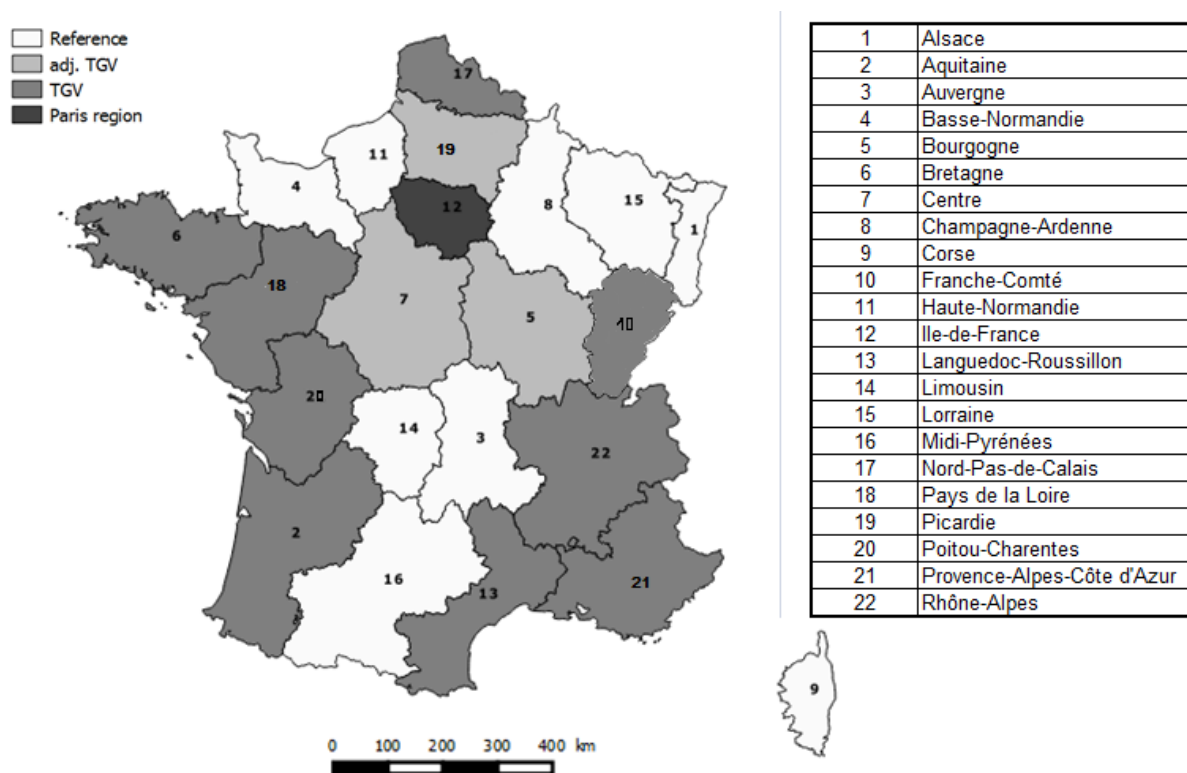 Reference
adj. TGV
TGV
Paris region
17
19
11
4
12
8
15
1
6
18
7
5
10
20
14
3
22
2
16
13
21
9
0 100 200 300 400 km
1 Alsace
2 Aquitaine
3 Auvergne
4 Basse-Normandie
5 Bourgogne
6 Bretagne
7 Centre
8 Champagne-Ardenne
9 Corse
10 Franche-Comté
11 Haute-Normandie
12 Ile-de-France
13 Languedoc-Roussillon
14 Limousin
15 Lorraine
16 Midi-Pyrénées
17 Nord-Pas-de-Calais
18 Pays de la Loire
19 Picardie
20 Poitou-Charentes
21 Provence-Alpes-Côte d'Azur
22 Rhône-Alpes